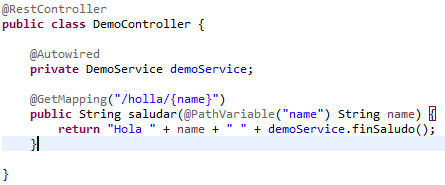 @RestController
public class DemoController {
@Autowired
private DemoService demoService;
@GetMapping("/holla/{name}")
public String saludar(@PathVariable("name") String name) {
return "Hola " + name + " " + demoService.finSaludo();
}
}